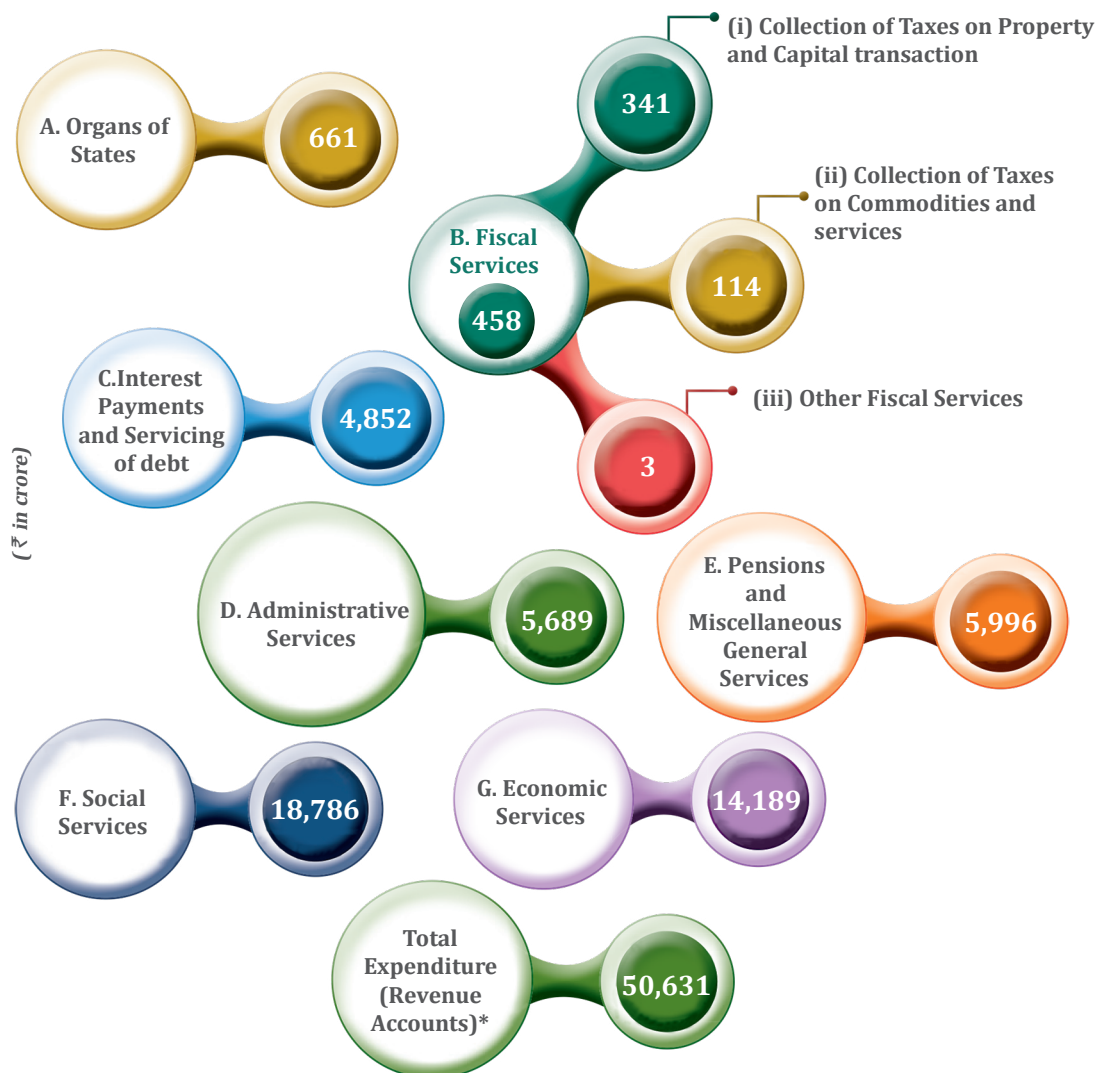 (i) Collection of Taxes on Property
and Capital transaction
341
A. Organs of
States
661
(ii) Collection of Taxes
on Commodities and
services
114
B. Fiscal
Services
458
C.Interest
Payments
and Servicing
of debt
4,852
(iii) Other Fiscal Services
3
(₹ in crore)
D. Administrative
Services
5,689
E. Pensions
and
Miscellaneous
General
Services
5,996
F. Social
Services
18,786
G. Economic
Services
14,189
Total
Expenditure
(Revenue
Accounts)*
50,631